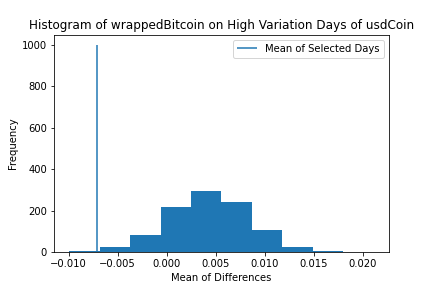 Histogram of wrappedBitcoin on High Variation Days of usdCoin
Mean of Selected Days
1000
800
600
400
200
0
Frequency
−0.010 −0.005 0.000 0.005 0.010 0.015 0.020
Mean of Differences